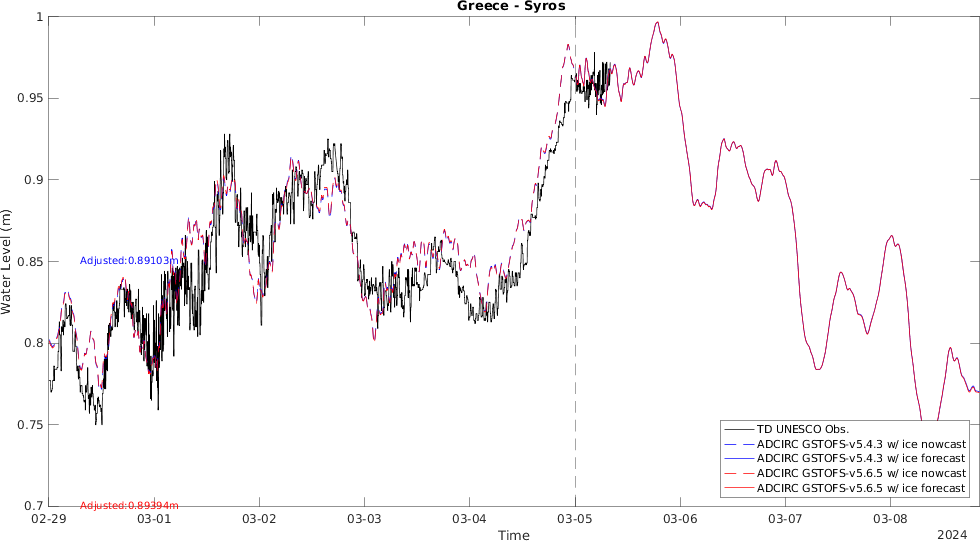 Greece - Syros
1
0.95
0.9
0.85
0.8
0.75
0.7
Water Level (m)
Adjusted:0.89103m
Adjusted:0.89394m
TD UNESCO Obs.
ADCIRC GSTOFS-v5.4.3 w/ ice nowcast
ADCIRC GSTOFS-v5.4.3 w/ ice forecast
ADCIRC GSTOFS-v5.6.5 w/ ice nowcast
ADCIRC GSTOFS-v5.6.5 w/ ice forecast
02-29 03-01 03-02 03-03 03-04 03-05 03-06 03-07 03-08
Time
2024